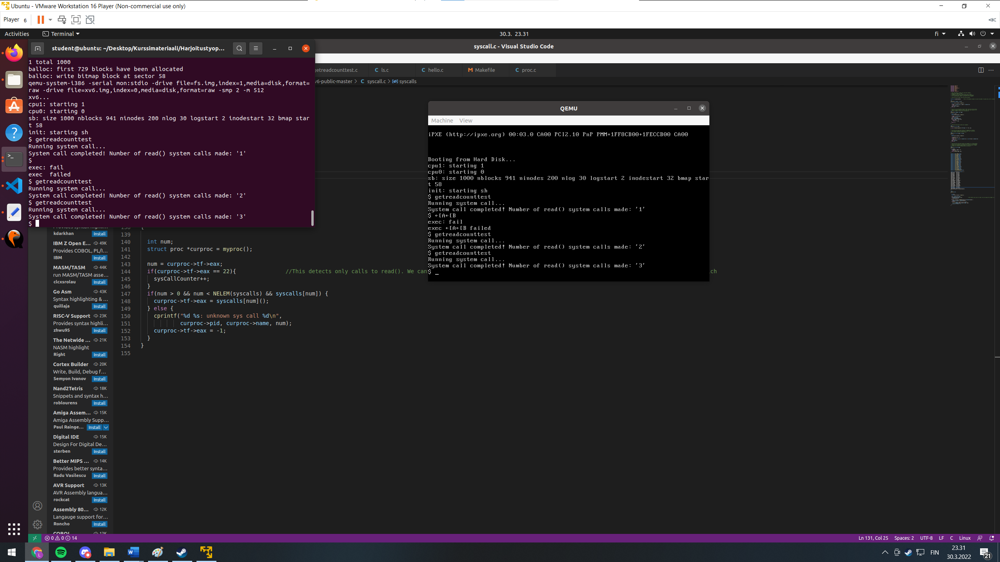 Ubuntu - VMware Workstation 16 Player (Non-commercial use only)
Player 6
Activities
Terminal
30.3. 23.31
fi
student@ubuntu: ~/Desktop/Kurssimateriaali/Harjoitustyop...
syscall.c - Visual Studio Code
1 total 1000
balloc: first 729 blocks have been allocated
balloc: write bitmap block at sector 58
qemu-system-i386 -serial mon:stdio -drive file=fs.img,index=1,media=disk,format=
raw -drive file=xv6.img,index=0,media=disk,format=raw -smp 2 -m 512
xv6...
cpu1: starting 1
cpu0: starting 0
sb: size 1000 nblocks 941 ninodes 200 nlog 30 logstart 2 inodestart 32 bmap star
t 58
init: starting sh
$ getreadcounttest
Running system call...
System call completed! Number of read() system calls made: '1'
$
exec: fail
exec  failed
$ getreadcounttest
Running system call...
System call completed! Number of read() system calls made: '2'
$ getreadcounttest
Running system call...
System call completed! Number of read() system calls made: '3'
$
getreadcounttest.c
C ls.c
C hello.c
M Makefile
C proc.c
v6-public-master > C syscall.c > syscalls
QEMU
Machine View
iPXE (http://ipxe.org) 00:03.0 CA00 PCI2.10 PnP PMM+1FF8CB00+1FECCB00 CA00
Booting from Hard Disk...
cpu1: starting 1
cpu0: starting 0
sb: size 1000 nblocks 941 ninodes 200 nlog 30 logstart 2 inodestart 32 bmap star
t 58
init: starting sh
$ getreadcounttest
Running system call...
System call completed! Number of read() system calls made: '1'
$ ←[A←[B
exec: fail
exec ←[A←[B failed
$ getreadcounttest
Running system call...
System call completed! Number of read() system calls made: '2'
$ getreadcounttest
Running system call...
System call completed! Number of read() system calls made: '3'
$ _
kdarkhan Install
IBM Z Open E... 49K
Provides COBOL, PL/I...
IBM Install
MASM/TASM 44K
run MASM/TASM asse...
clcxsrolau Install
Go Asm 43K
Syntax highlighting & ...
quillaja Install
RISC-V Support 23K
Provides syntax highli...
zhwu95 Install
The Netwide ... 21K
NASM highlight
Right Install
Cortex Builder 20K
Write, Build, Debug f...
Semyon Ivanov Install
Nand2Tetris 18K
Snippets and syntax h...
roblourens Install
Amiga Assem... 15K
Amiga Assembly Supp...
Paul Rainge... Install
Digital IDE 15K
Design For Digital De...
sterben Install
Better MIPS ... 14K
Provides better synta...
Radu Vasilescu Install
AVR Support 13K
AVR Assembly langua...
rockcat Install
Assembly 80... 12K
Langauge support for...
Roncho Install
COBOL 12K
138 {
139
140 int num;
141 struct proc *curproc = myproc();
142
143 num = curproc->tf->eax;
144 if(curproc->tf->eax == 22){ //This detects only calls to read(). We can ch
145 sysCallCounter++;
146 }
147 if(num > 0 && num < NELEM(syscalls) && syscalls[num]) {
148 curproc->tf->eax = syscalls[num]();
149 } else {
150 cprintf("%d %s: unknown sys call %d\n",
151 curproc->pid, curproc->name, num);
152 curproc->tf->eax = -1;
153 }
154 }
155
0 0 14
Ln 131, Col 25 Spaces: 2 UTF-8 LF C Linux
FIN
23.31
30.3.2022
21